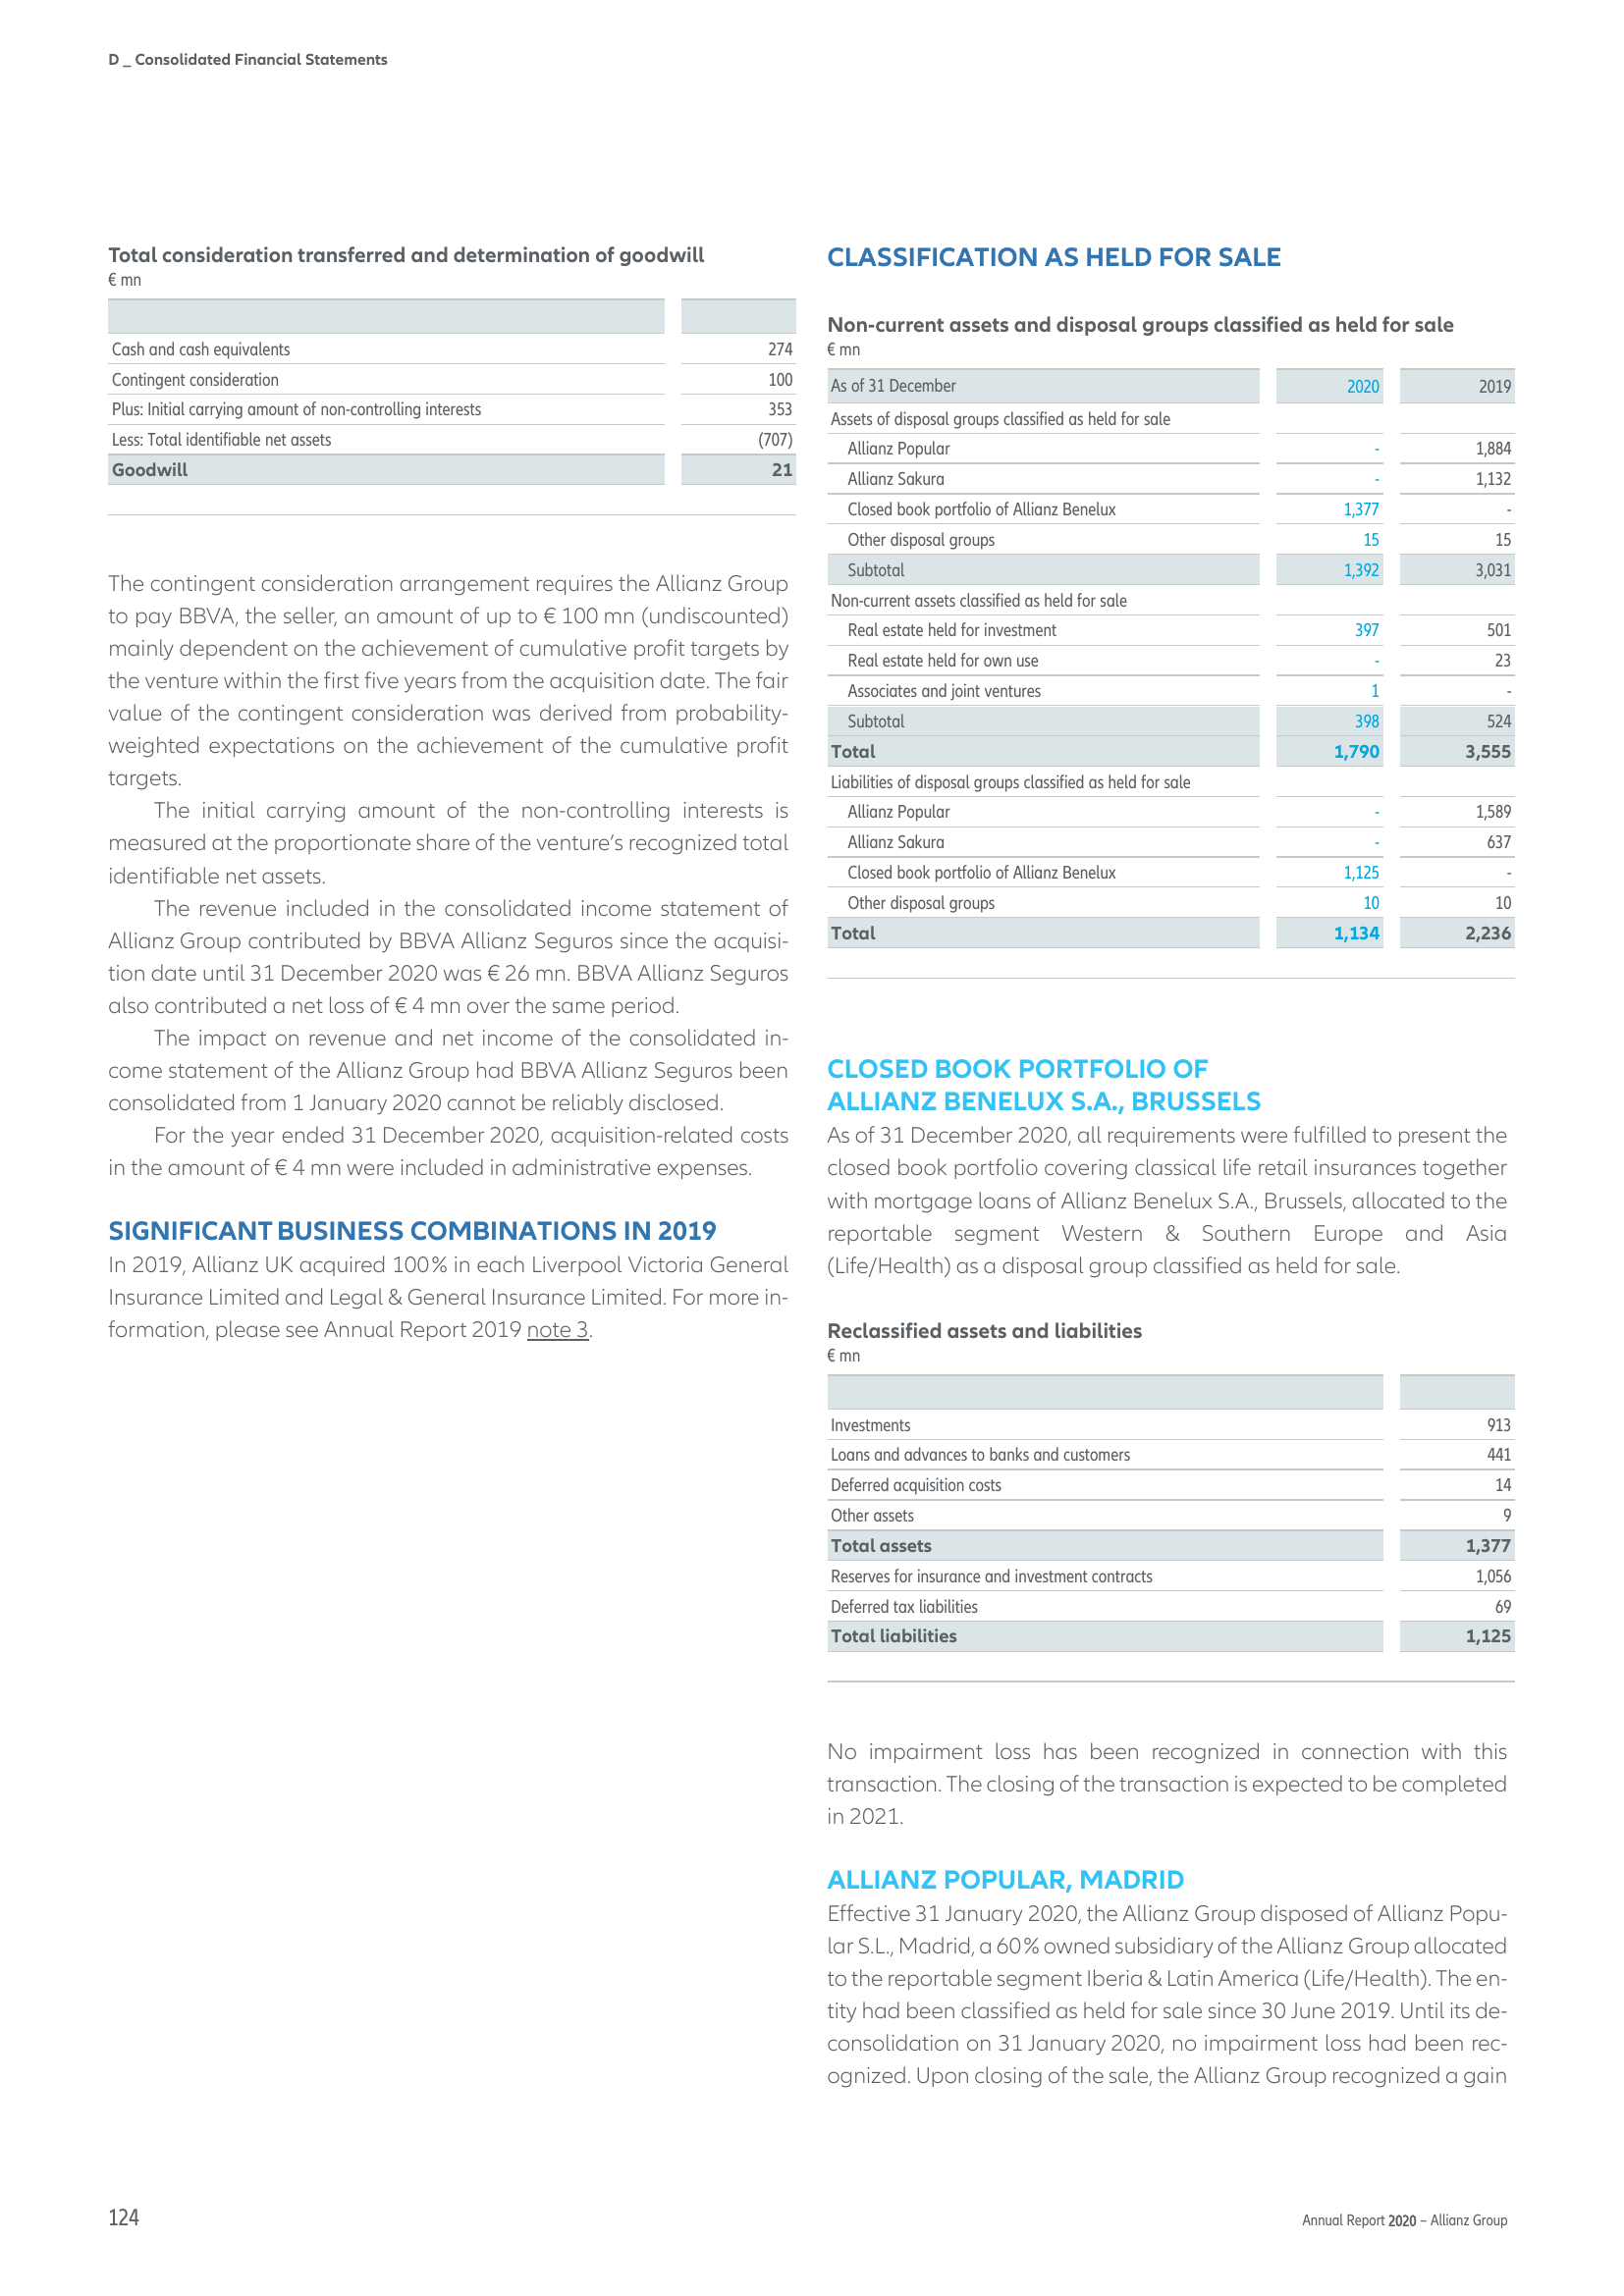 D _ Consolidated Financial Statements
Total consideration transferred and determination of goodwill
€ mn
Cash and cash equivalents 274
Contingent consideration 100
Plus: Initial carrying amount of non-controlling interests 353
Less: Total identifiable net assets (707)
Goodwill 21
The contingent consideration arrangement requires the Allianz Group
to pay BBVA, the seller, an amount of up to € 100 mn (undiscounted)
mainly dependent on the achievement of cumulative profit targets by
the venture within the first five years from the acquisition date. The fair
value of the contingent consideration was derived from probability-
weighted expectations on the achievement of the cumulative profit
targets.
The initial carrying amount of the non-controlling interests is
measured at the proportionate share of the venture's recognized total
identifiable net assets.
The revenue included in the consolidated income statement of
Allianz Group contributed by BBVA Allianz Seguros since the acquisi-
tion date until 31 December 2020 was € 26 mn. BBVA Allianz Seguros
also contributed a net loss of € 4 mn over the same period.
The impact on revenue and net income of the consolidated in-
come statement of the Allianz Group had BBVA Allianz Seguros been
consolidated from 1 January 2020 cannot be reliably disclosed.
For the year ended 31 December 2020, acquisition-related costs
in the amount of € 4 mn were included in administrative expenses.
SIGNIFICANT BUSINESS COMBINATIONS IN 2019
In 2019, Allianz UK acquired 100 % in each Liverpool Victoria General
Insurance Limited and Legal & General Insurance Limited. For more in-
formation, please see Annual Report 2019 note 3.
CLASSIFICATION AS HELD FOR SALE
Non-current assets and disposal groups classified as held for sale
€ mn
As of 31 December 2020 2019
Assets of disposal groups classified as held for sale
Allianz Popular - 1,884
Allianz Sakura - 1,132
Closed book portfolio of Allianz Benelux 1,377 -
Other disposal groups 15 15
Subtotal 1,392 3,031
Non-current assets classified as held for sale
Real estate held for investment 397 501
Real estate held for own use - 23
Associates and joint ventures 1 -
Subtotal 398 524
Total 1,790 3,555
Liabilities of disposal groups classified as held for sale
Allianz Popular - 1,589
Allianz Sakura - 637
Closed book portfolio of Allianz Benelux 1,125 -
Other disposal groups 10 10
Total 1,134 2,236
CLOSED BOOK PORTFOLIO OF
ALLIANZ BENELUX S.A., BRUSSELS
As of 31 December 2020, all requirements were fulfilled to present the
closed book portfolio covering classical life retail insurances together
with mortgage loans of Allianz Benelux S.A., Brussels, allocated to the
reportable segment Western & Southern Europe and Asia
(Life/Health) as a disposal group classified as held for sale.
Reclassified assets and liabilities
€ mn
Investments 913
Loans and advances to banks and customers 441
Deferred acquisition costs 14
Other assets 9
Total assets 1,377
Reserves for insurance and investment contracts 1,056
Deferred tax liabilities 69
Total liabilities 1,125
No impairment loss has been recognized in connection with this
transaction. The closing of the transaction is expected to be completed
in 2021.
ALLIANZ POPULAR, MADRID
Effective 31 January 2020, the Allianz Group disposed of Allianz Popu-
lar S.L., Madrid, a 60 % owned subsidiary of the Allianz Group allocated
to the reportable segment Iberia & Latin America (Life/Health). The en-
tity had been classified as held for sale since 30 June 2019. Until its de-
consolidation on 31 January 2020, no impairment loss had been rec-
ognized. Upon closing of the sale, the Allianz Group recognized a gain
124
Annual Report 2020 – Allianz Group